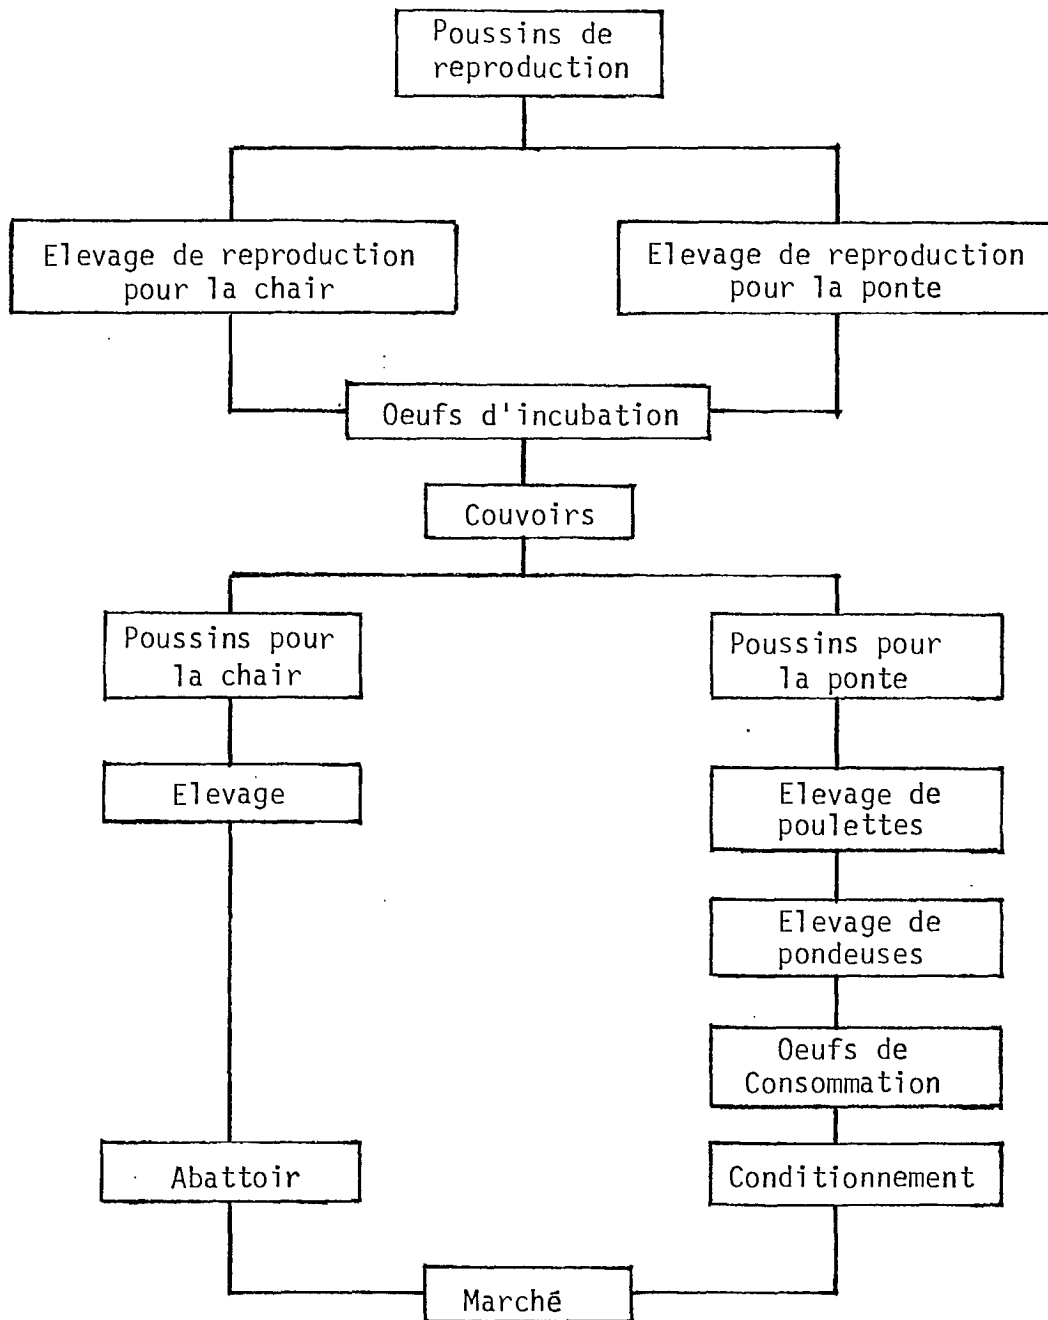 Poussins de
reproduction
Elevage de reproduction
pour la chair
Elevage de reproduction
pour la ponte
Oeufs d'incubation
Couvoirs
Poussins pour
la chair
Poussins pour
la ponte
Elevage
Elevage de
poulettes
Elevage de
pondeuses
Oeufs de
Consommation
Abattoir
Conditionnement
Marché